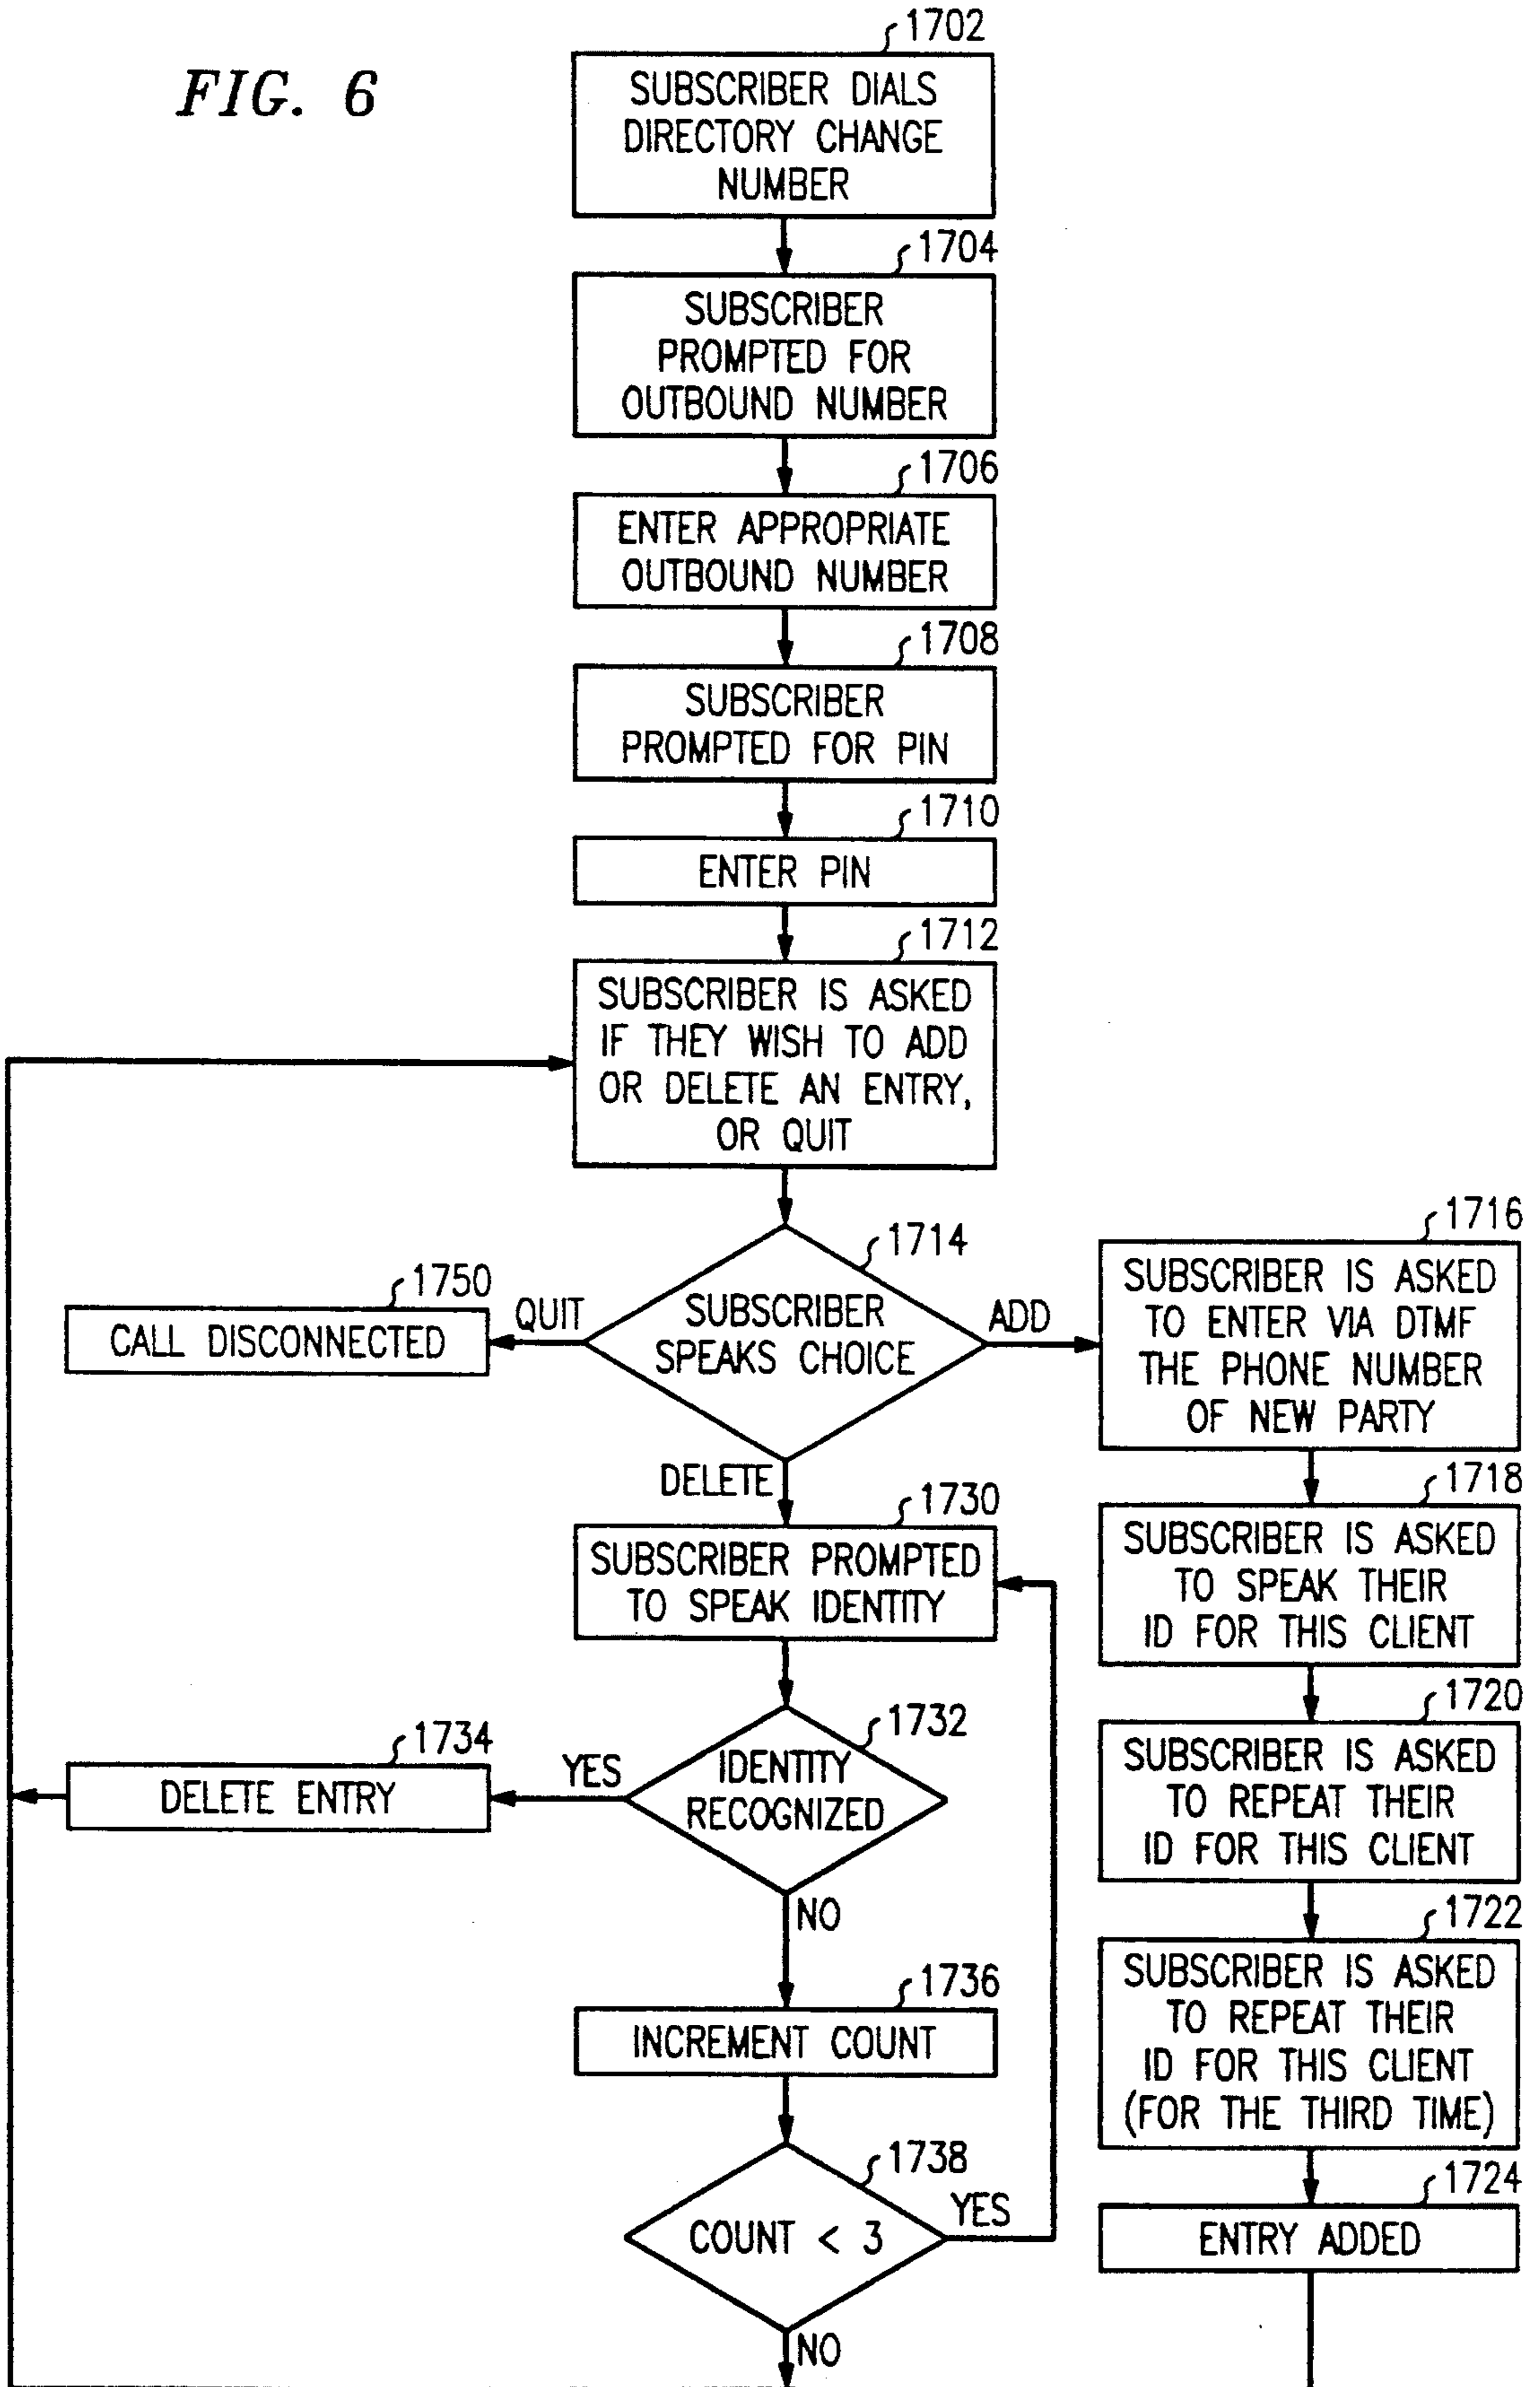 FIG. 6
1702
SUBSCRIBER DIALS
DIRECTORY CHANGE
NUMBER
1704
SUBSCRIBER
PROMPTED FOR
OUTBOUND NUMBER
1706
ENTER APPROPRIATE
OUTBOUND NUMBER
1708
SUBSCRIBER
PROMPTED FOR PIN
1710
ENTER PIN
1712
SUBSCRIBER IS ASKED
IF THEY WISH TO ADD
OR DELETE AN ENTRY,
OR QUIT
1714
SUBSCRIBER
SPEAKS CHOICE
QUIT
1750
CALL DISCONNECTED
ADD
1716
SUBSCRIBER IS ASKED
TO ENTER VIA DTMF
THE PHONE NUMBER
OF NEW PARTY
1718
SUBSCRIBER IS ASKED
TO SPEAK THEIR
ID FOR THIS CLIENT
1720
SUBSCRIBER IS ASKED
TO REPEAT THEIR
ID FOR THIS CLIENT
1722
SUBSCRIBER IS ASKED
TO REPEAT THEIR
ID FOR THIS CLIENT
(FOR THE THIRD TIME)
1724
ENTRY ADDED
DELETE
1730
SUBSCRIBER PROMPTED
TO SPEAK IDENTITY
1732
IDENTITY
RECOGNIZED
YES
1734
DELETE ENTRY
NO
1736
INCREMENT COUNT
1738
COUNT < 3
YES
NO